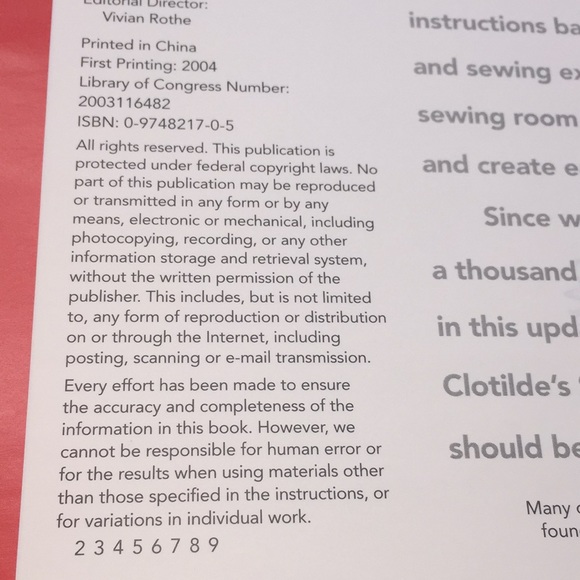 Editorial Director:
Vivian Rothe
Printed in China
First Printing: 2004
Library of Congress Number:
2003116482
ISBN: 0-9748217-0-5
All rights reserved. This publication is
protected under federal copyright laws. No
part of this publication may be reproduced
or transmitted in any form or by any
means, electronic or mechanical, including
photocopying, recording, or any other
information storage and retrieval system,
without the written permission of the
publisher. This includes, but is not limited
to, any form of reproduction or distribution
on or through the Internet, including
posting, scanning or e-mail transmission.
Every effort has been made to ensure
the accuracy and completeness of the
information in this book. However, we
cannot be responsible for human error or
for the results when using materials other
than those specified in the instructions, or
for variations in individual work.
2 3 4 5 6 7 8 9
instructions
and sewing
sewing room
and create
Since
a thousand
in this
Clotilde's
should
Many